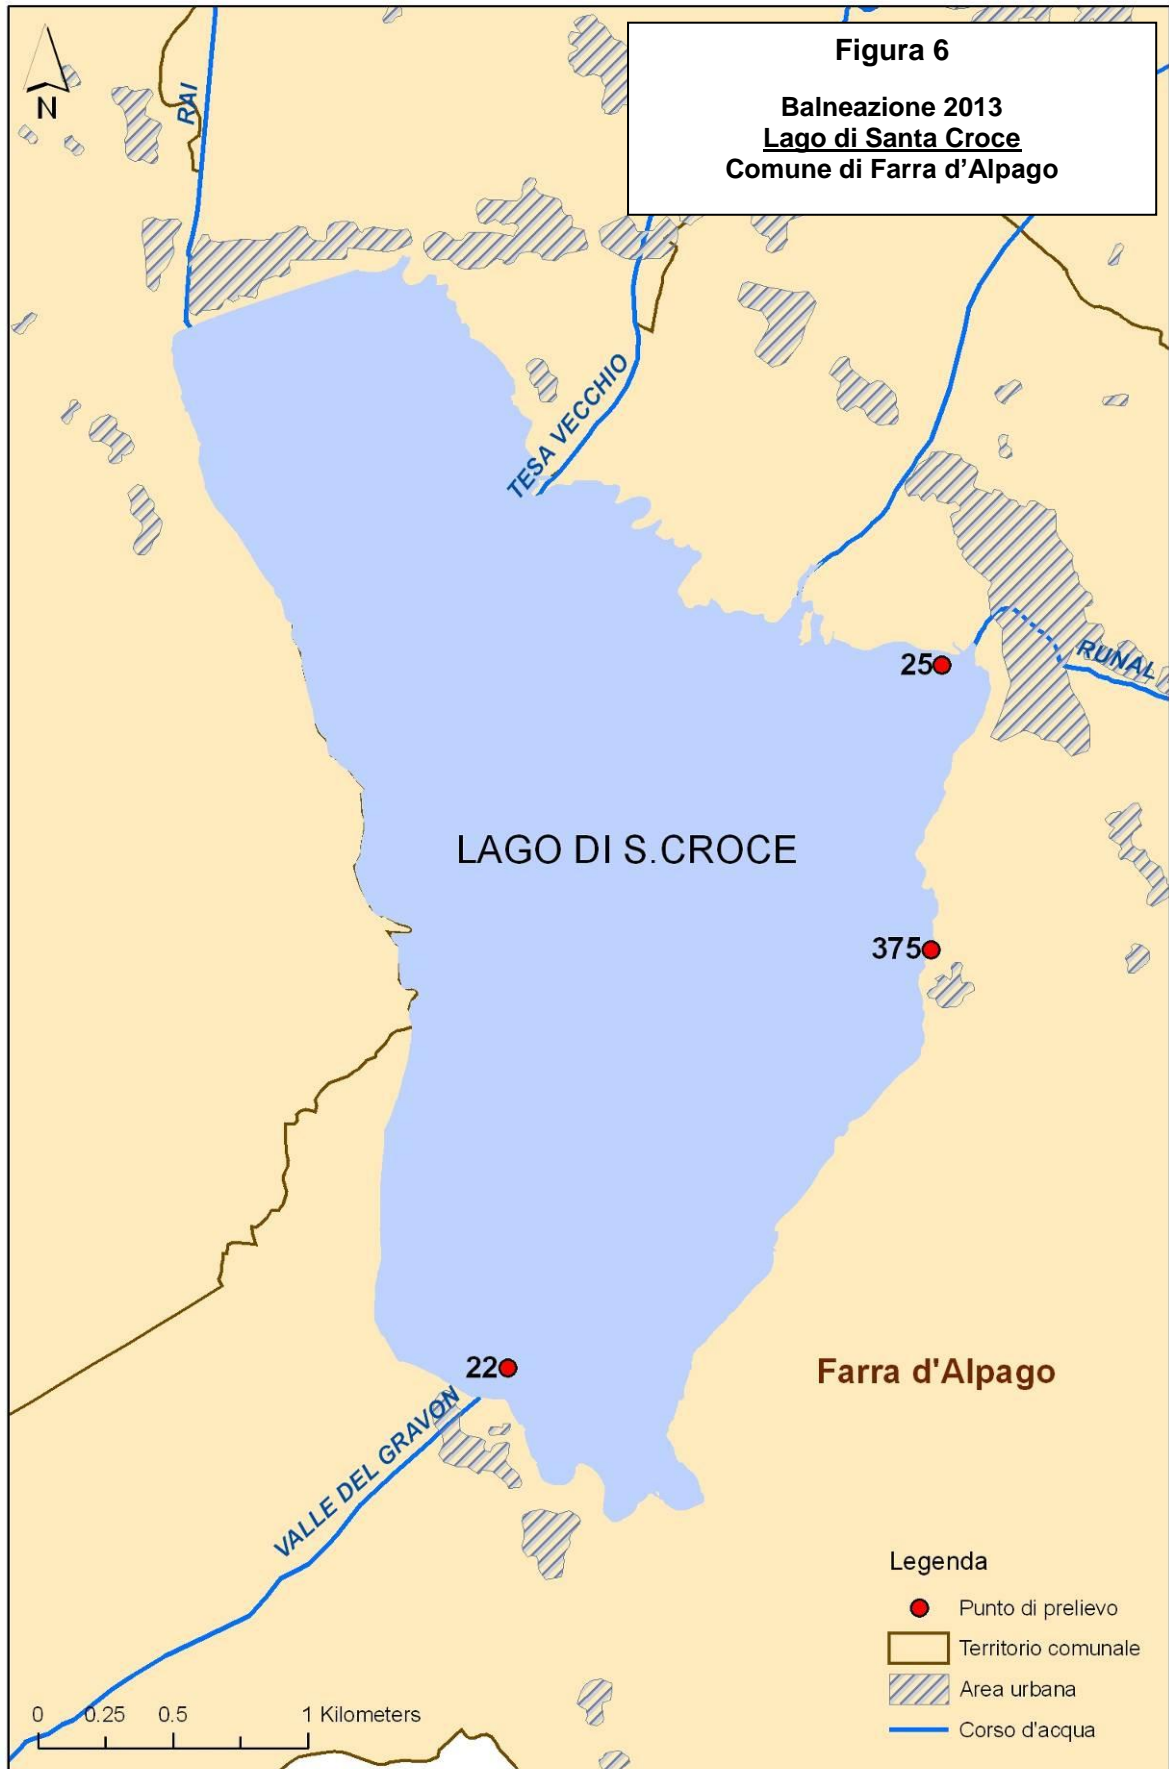 Figura 6
Balneazione 2013
Lago di Santa Croce
Comune di Farra d'Alpago
N
RAI
TESA VECCHIO
25
RUNAL
LAGO DI S.CROCE
375
22
Farra d'Alpago
VALLE DEL GRAVON
Legenda
Punto di prelievo
Territorio comunale
Area urbana
Corso d'acqua
0 0.25 0.5 1 Kilometers